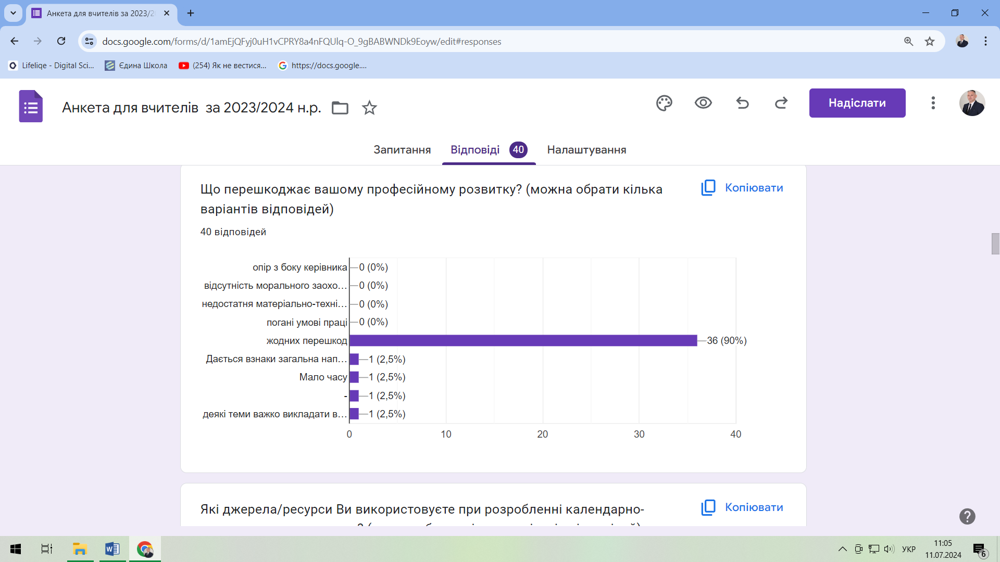 Анкета для вчителів за 2023/2
docs.google.com/forms/d/1amEjQFyj0uH1vCPRY8a4nFQUlq-O_9gBABWNDk9Eoyw/edit#responses
Lifeliqe - Digital Sci...
Єдина Школа
(254) Як не вестися...
https://docs.google....
Анкета для вчителів за 2023/2024 н.р.
Надіслати
Запитання
Відповіді 40
Налаштування
Що перешкоджає вашому професійному розвитку? (можна обрати кілька
варіантів відповідей)
Копіювати
40 відповідей
опір з боку керівника 0 (0%)
відсутність морального заохо… 0 (0%)
недостатня матеріально-техні… 0 (0%)
погані умові праці 0 (0%)
жодних перешкод 36 (90%)
Дається взнаки загальна нап… 1 (2,5%)
Мало часу 1 (2,5%)
- 1 (2,5%)
деякі теми важко викладати в… 1 (2,5%)
0 10 20 30 40
Які джерела/ресурси Ви використовуєте при розробленні календарно-
Копіювати
УКР
11:05
11.07.2024
6